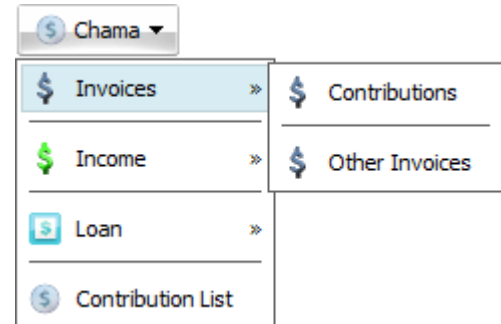 Chama
Invoices » Contributions
Income » Other Invoices
Loan »
Contribution List